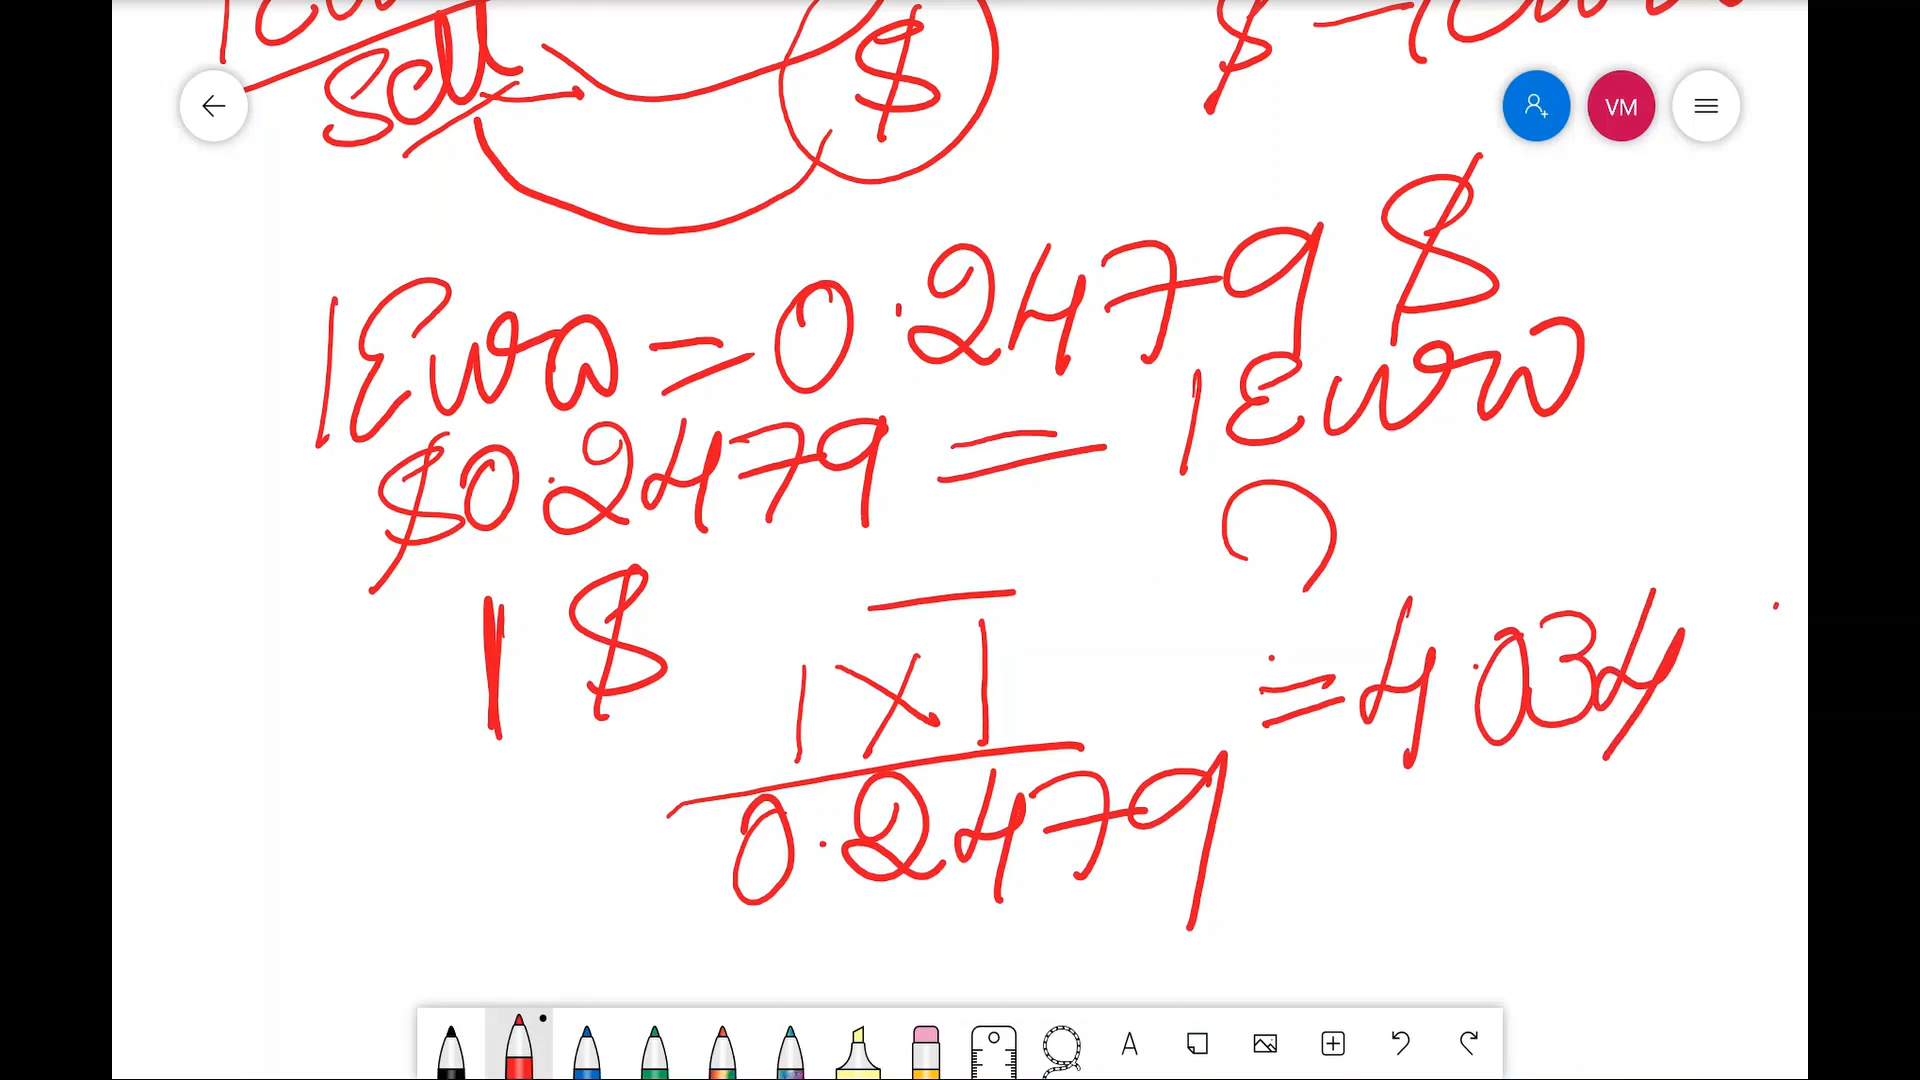 Sell
$
VM
1Euro = 0.2479 $
$0.2479 = 1Euro
?
1 $
1 X 1
= 4.034
0.2479
A